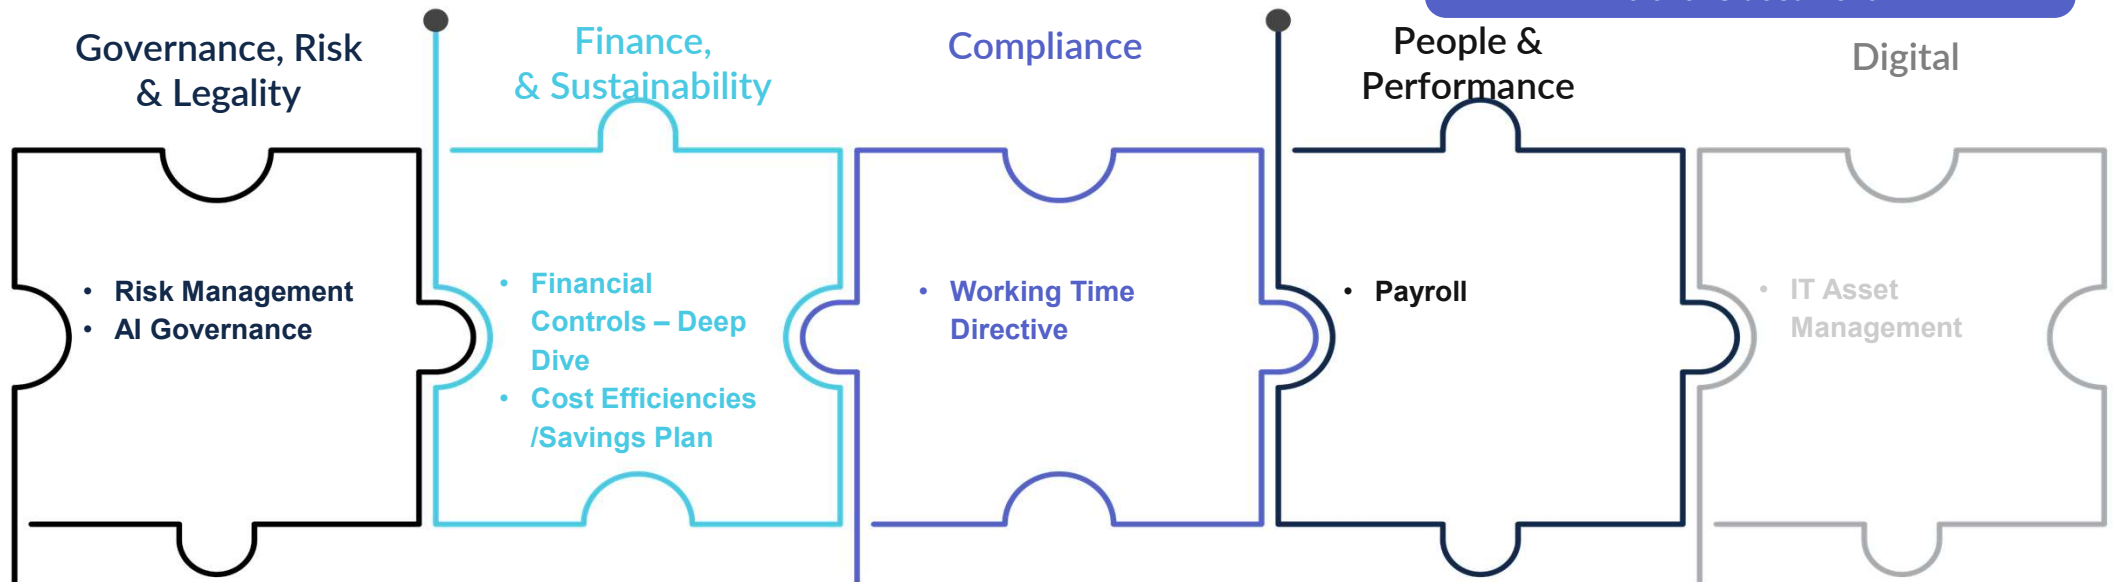 Governance, Risk
& Legality
Finance,
& Sustainability
Compliance
People &
Performance
Digital
• Risk Management
• AI Governance
• Financial
Controls – Deep
Dive
• Cost Efficiencies
/Savings Plan
• Working Time
Directive
• Payroll
• IT Asset
Management